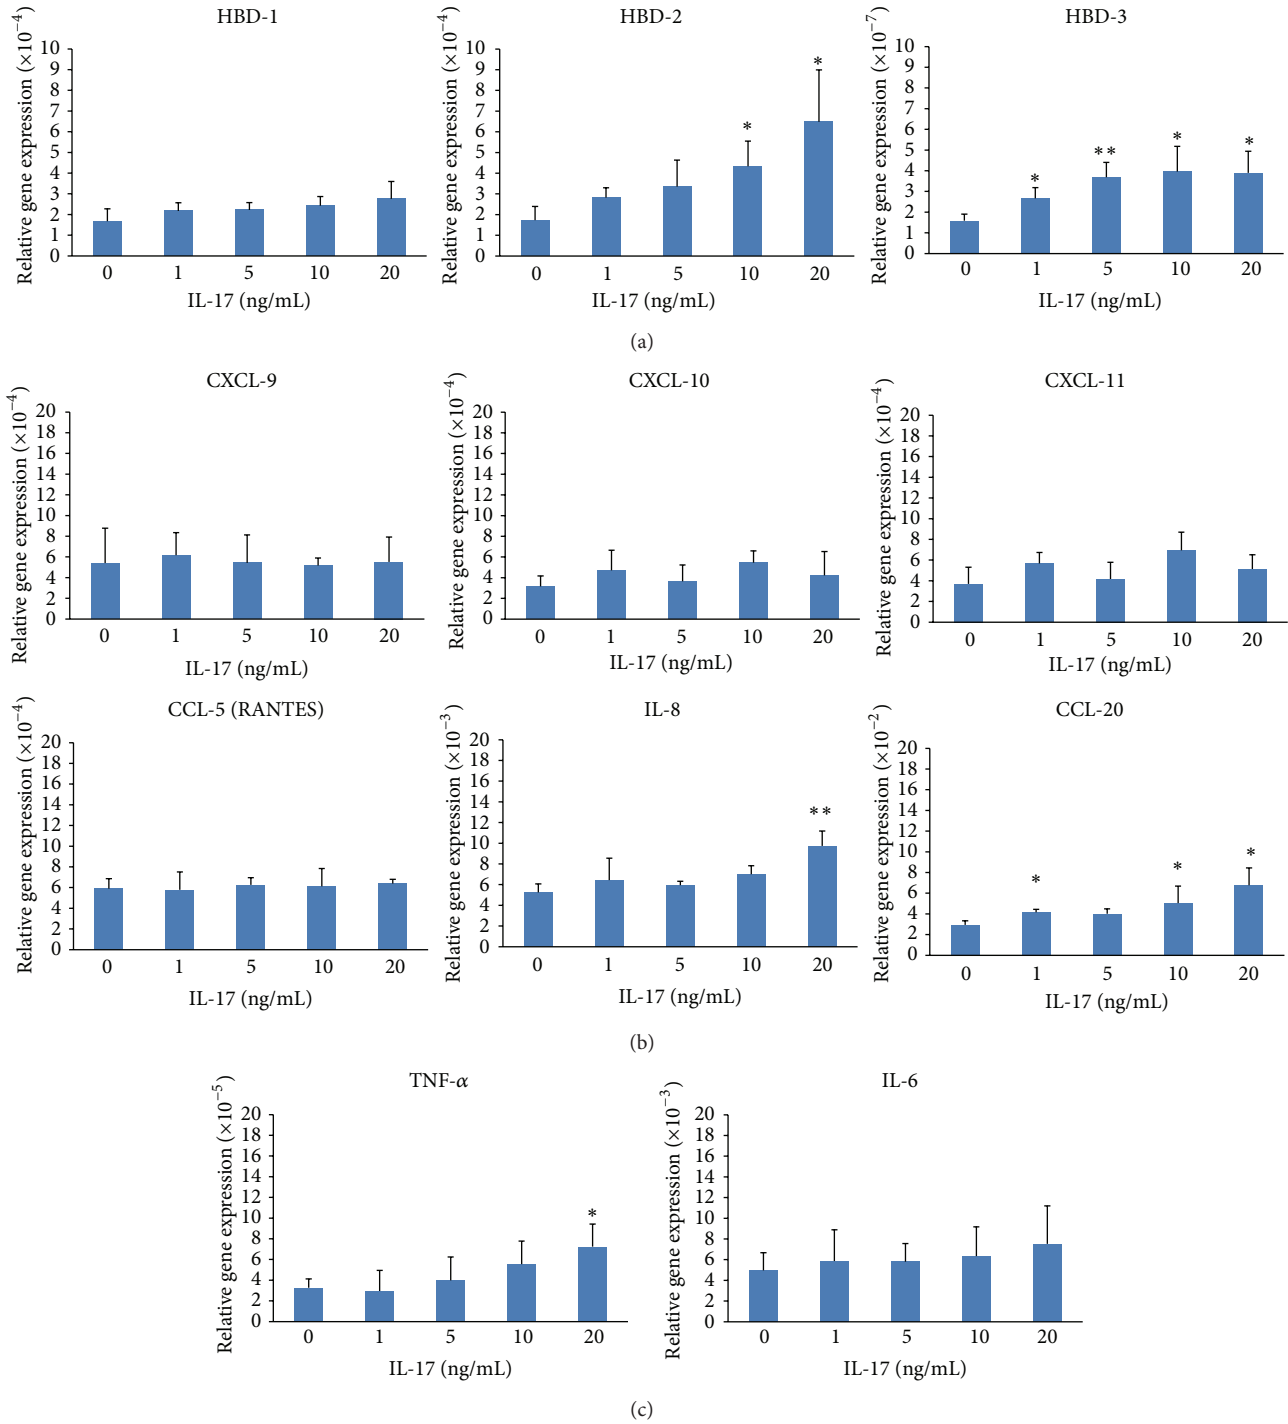 HBD-1
Relative gene expression (×10⁻⁴)
10
9
8
7
6
5
4
3
2
1
0
0 1 5 10 20
IL-17 (ng/mL)
HBD-2
Relative gene expression (×10⁻⁴)
10
9
8
7
6
5
4
3
2
1
0
* *
0 1 5 10 20
IL-17 (ng/mL)
HBD-3
Relative gene expression (×10⁻⁷)
10
9
8
7
6
5
4
3
2
1
0
* ** * *
0 1 5 10 20
IL-17 (ng/mL)
(a)
CXCL-9
Relative gene expression (×10⁻⁴)
20
18
16
14
12
10
8
6
4
2
0
0 1 5 10 20
IL-17 (ng/mL)
CXCL-10
Relative gene expression (×10⁻⁴)
20
18
16
14
12
10
8
6
4
2
0
0 1 5 10 20
IL-17 (ng/mL)
CXCL-11
Relative gene expression (×10⁻⁴)
20
18
16
14
12
10
8
6
4
2
0
0 1 5 10 20
IL-17 (ng/mL)
CCL-5 (RANTES)
Relative gene expression (×10⁻⁴)
20
18
16
14
12
10
8
6
4
2
0
0 1 5 10 20
IL-17 (ng/mL)
IL-8
Relative gene expression (×10⁻³)
20
18
16
14
12
10
8
6
4
2
0
**
0 1 5 10 20
IL-17 (ng/mL)
CCL-20
Relative gene expression (×10⁻²)
20
18
16
14
12
10
8
6
4
2
0
* * *
0 1 5 10 20
IL-17 (ng/mL)
(b)
TNF-α
Relative gene expression (×10⁻⁵)
20
18
16
14
12
10
8
6
4
2
0
*
0 1 5 10 20
IL-17 (ng/mL)
IL-6
Relative gene expression (×10⁻³)
20
18
16
14
12
10
8
6
4
2
0
0 1 5 10 20
IL-17 (ng/mL)
(c)